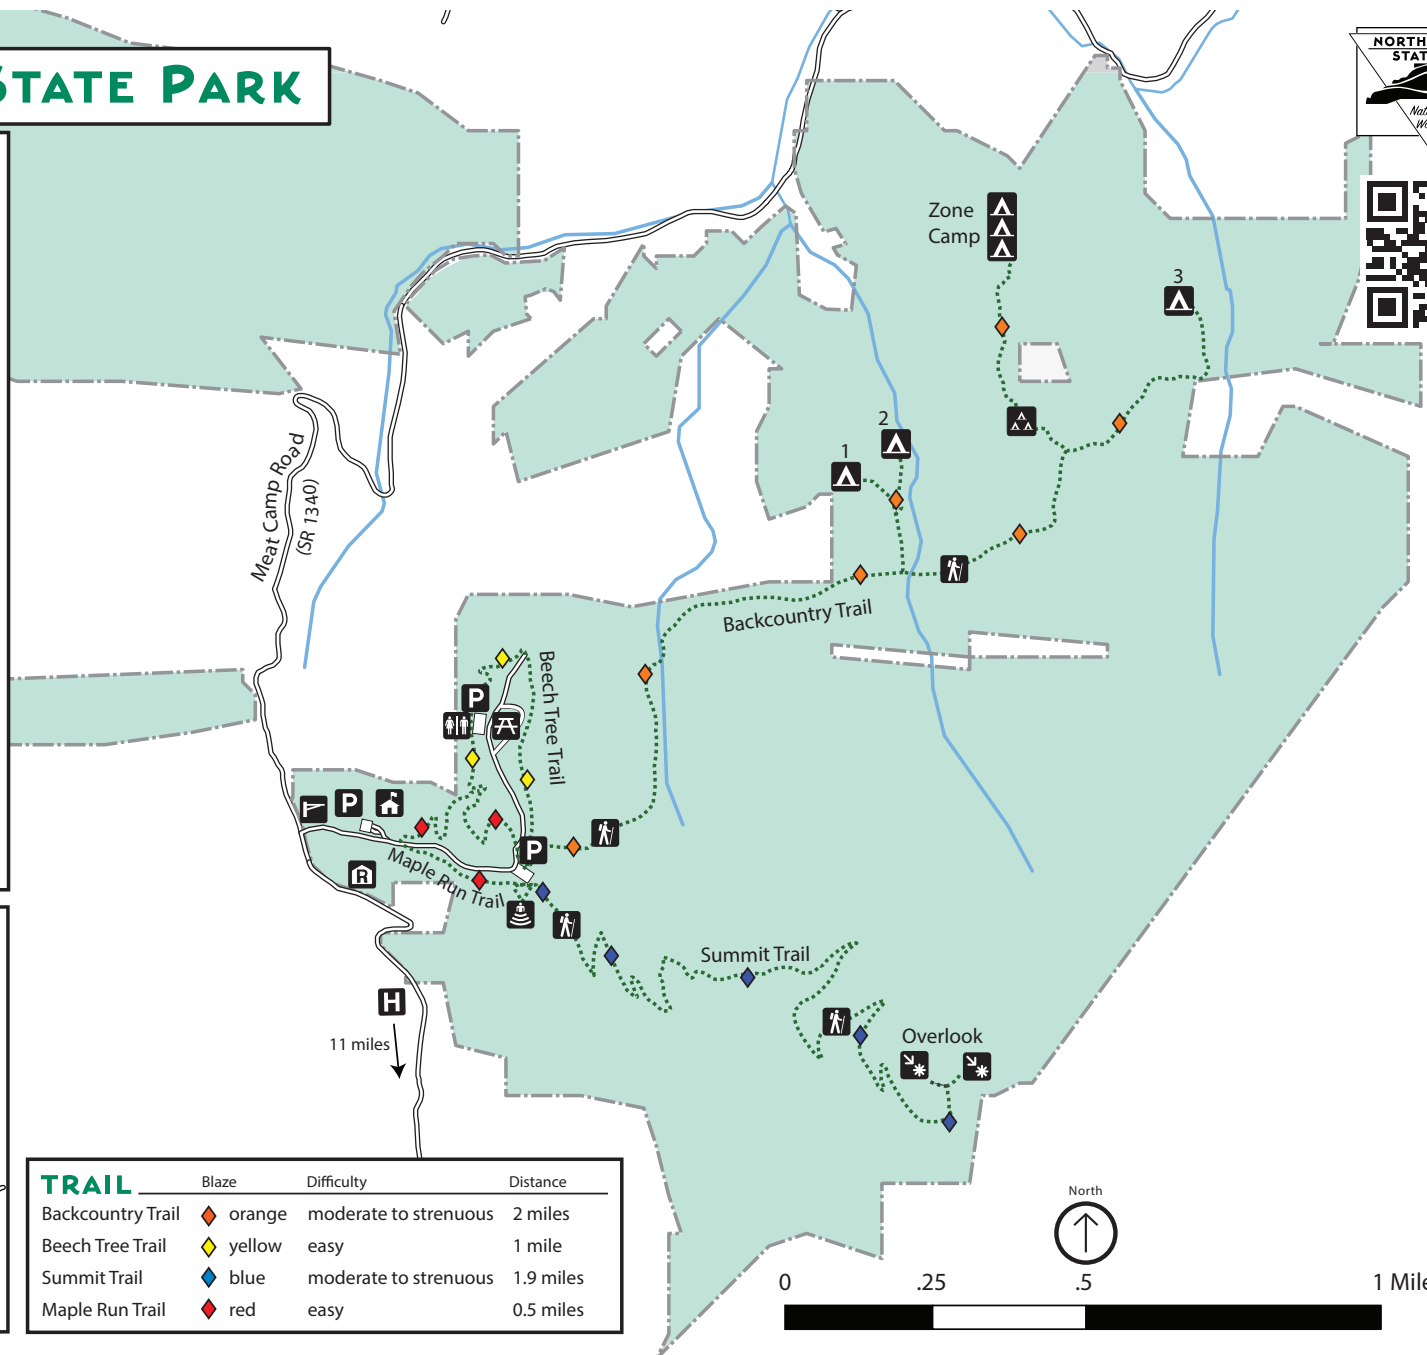 STATE PARK
NORTH
STAT
Zone
Camp
3
2
1
Meat Camp Road
(SR 1340)
Backcountry Trail
Beech Tree Trail
P
P
P
R
Maple Run Trail
Summit Trail
H
11 miles
Overlook
TRAIL Blaze Difficulty Distance
Backcountry Trail orange moderate to strenuous 2 miles
Beech Tree Trail yellow easy 1 mile
Summit Trail blue moderate to strenuous 1.9 miles
Maple Run Trail red easy 0.5 miles
North
0 .25 .5 1 Mile